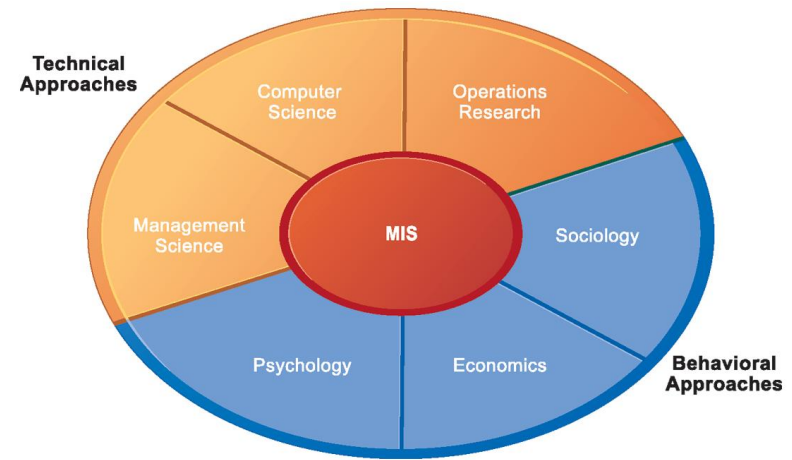 Technical
Approaches
Computer
Science
Operations
Research
Management
Science
MIS
Sociology
Psychology
Economics
Behavioral
Approaches